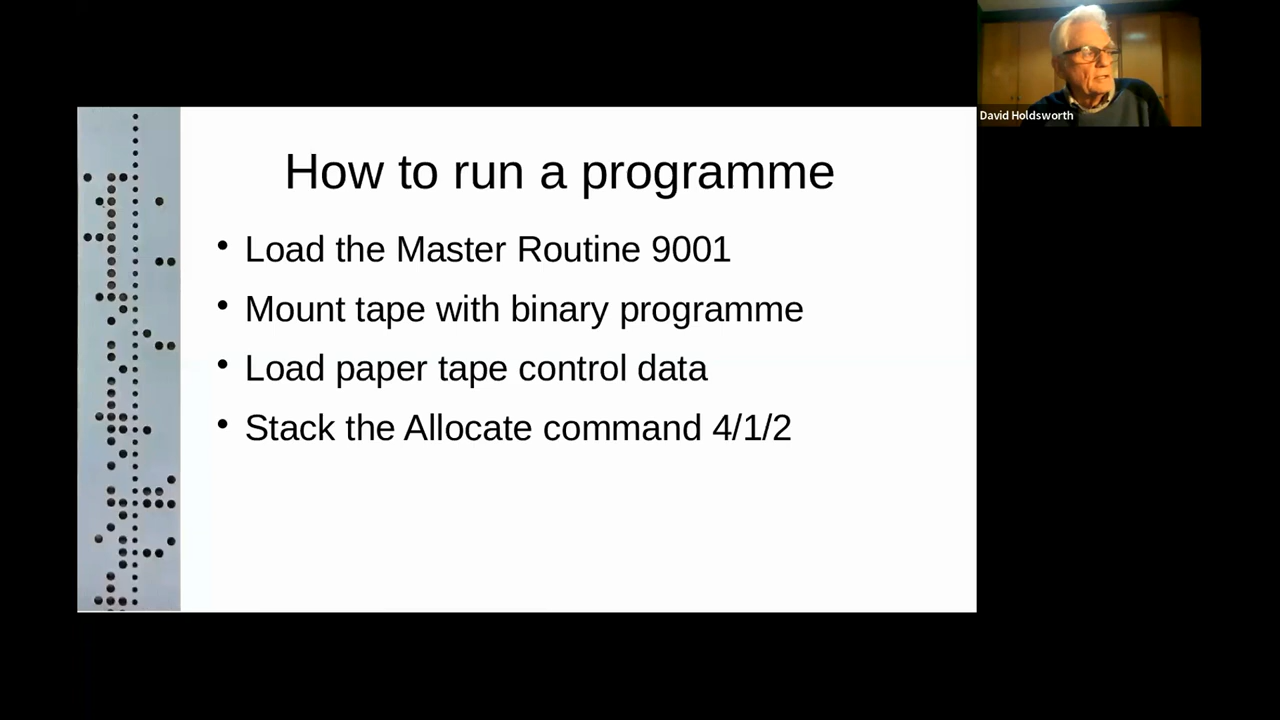 David Holdsworth
How to run a programme
• Load the Master Routine 9001
• Mount tape with binary programme
• Load paper tape control data
• Stack the Allocate command 4/1/2